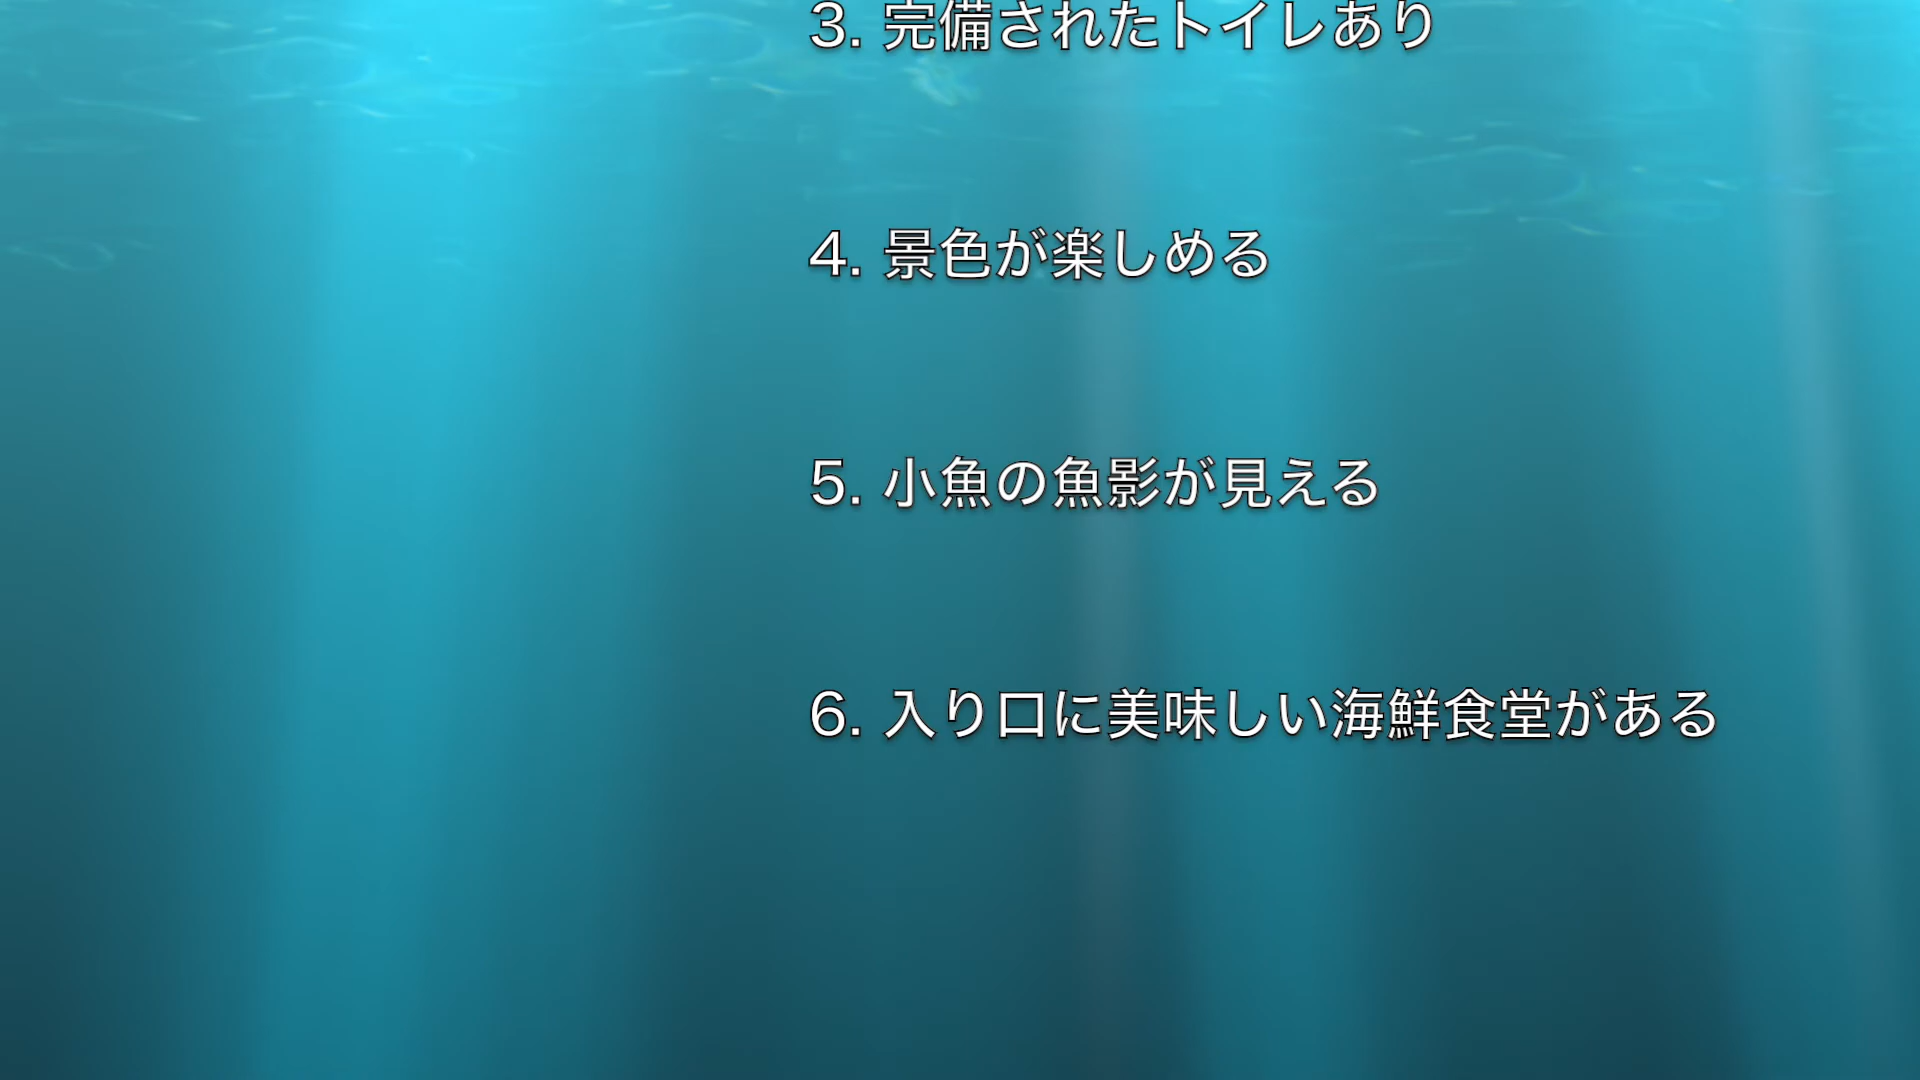 3. 完備されたトイレあり
4. 景色が楽しめる
5. 小魚の魚影が見える
6. 入り口に美味しい海鮮食堂がある